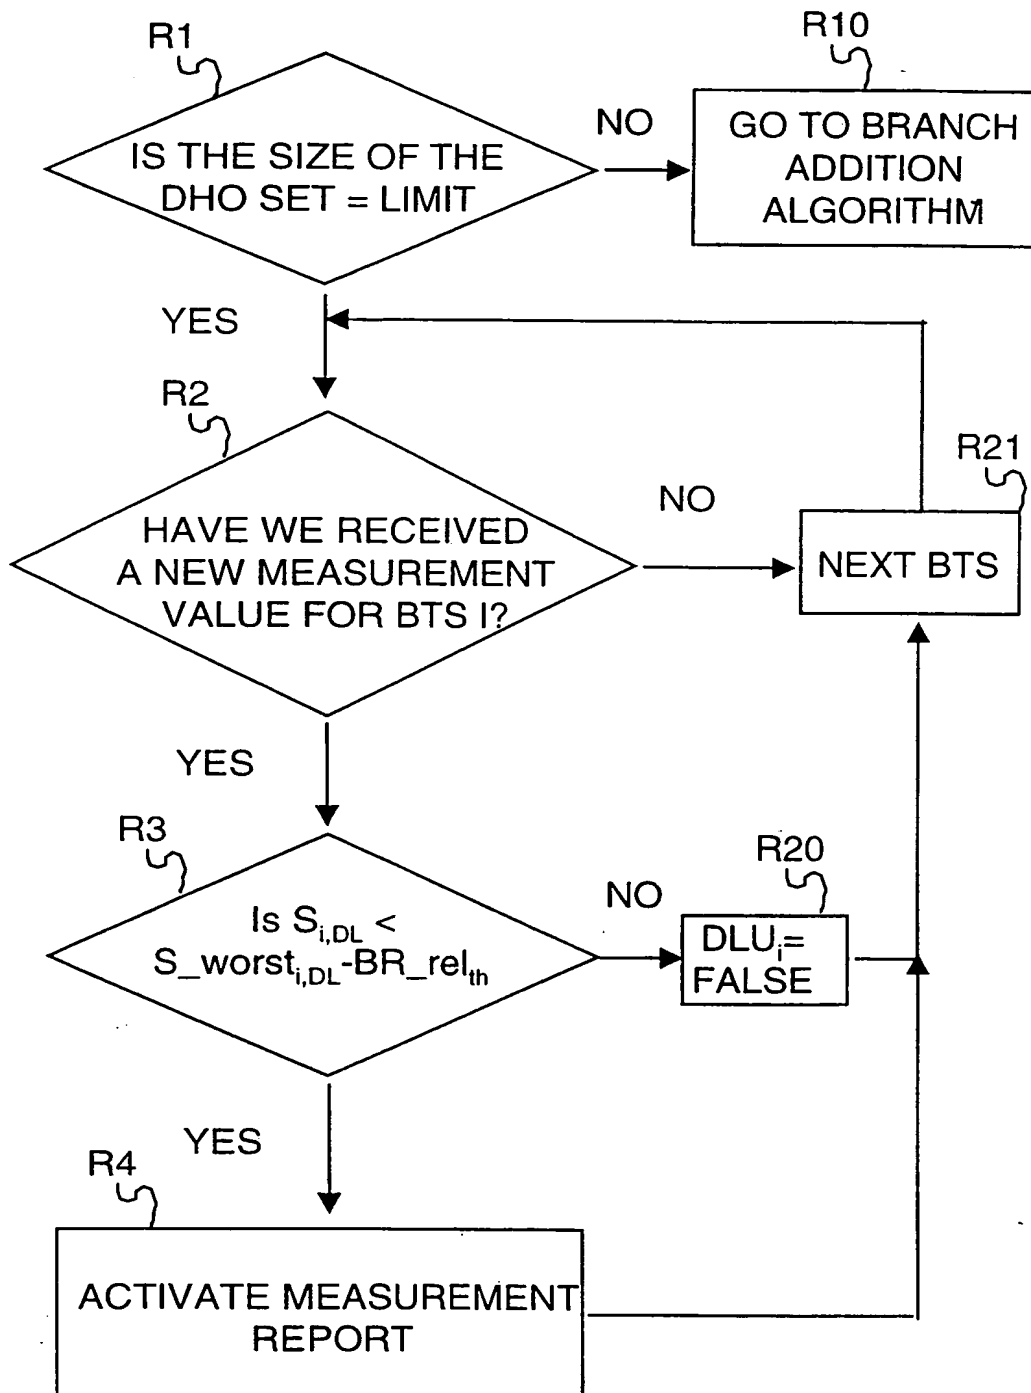 R1
IS THE SIZE OF THE
DHO SET = LIMIT
NO
R10
GO TO BRANCH
ADDITION
ALGORITHM
YES
R2
HAVE WE RECEIVED
A NEW MEASUREMENT
VALUE FOR BTS I?
NO
R21
NEXT BTS
YES
R3
Is S_{i,DL} <
S_worst_{i,DL}-BR_rel_{th}
NO
R20
DLU_i=
FALSE
YES
R4
ACTIVATE MEASUREMENT
REPORT